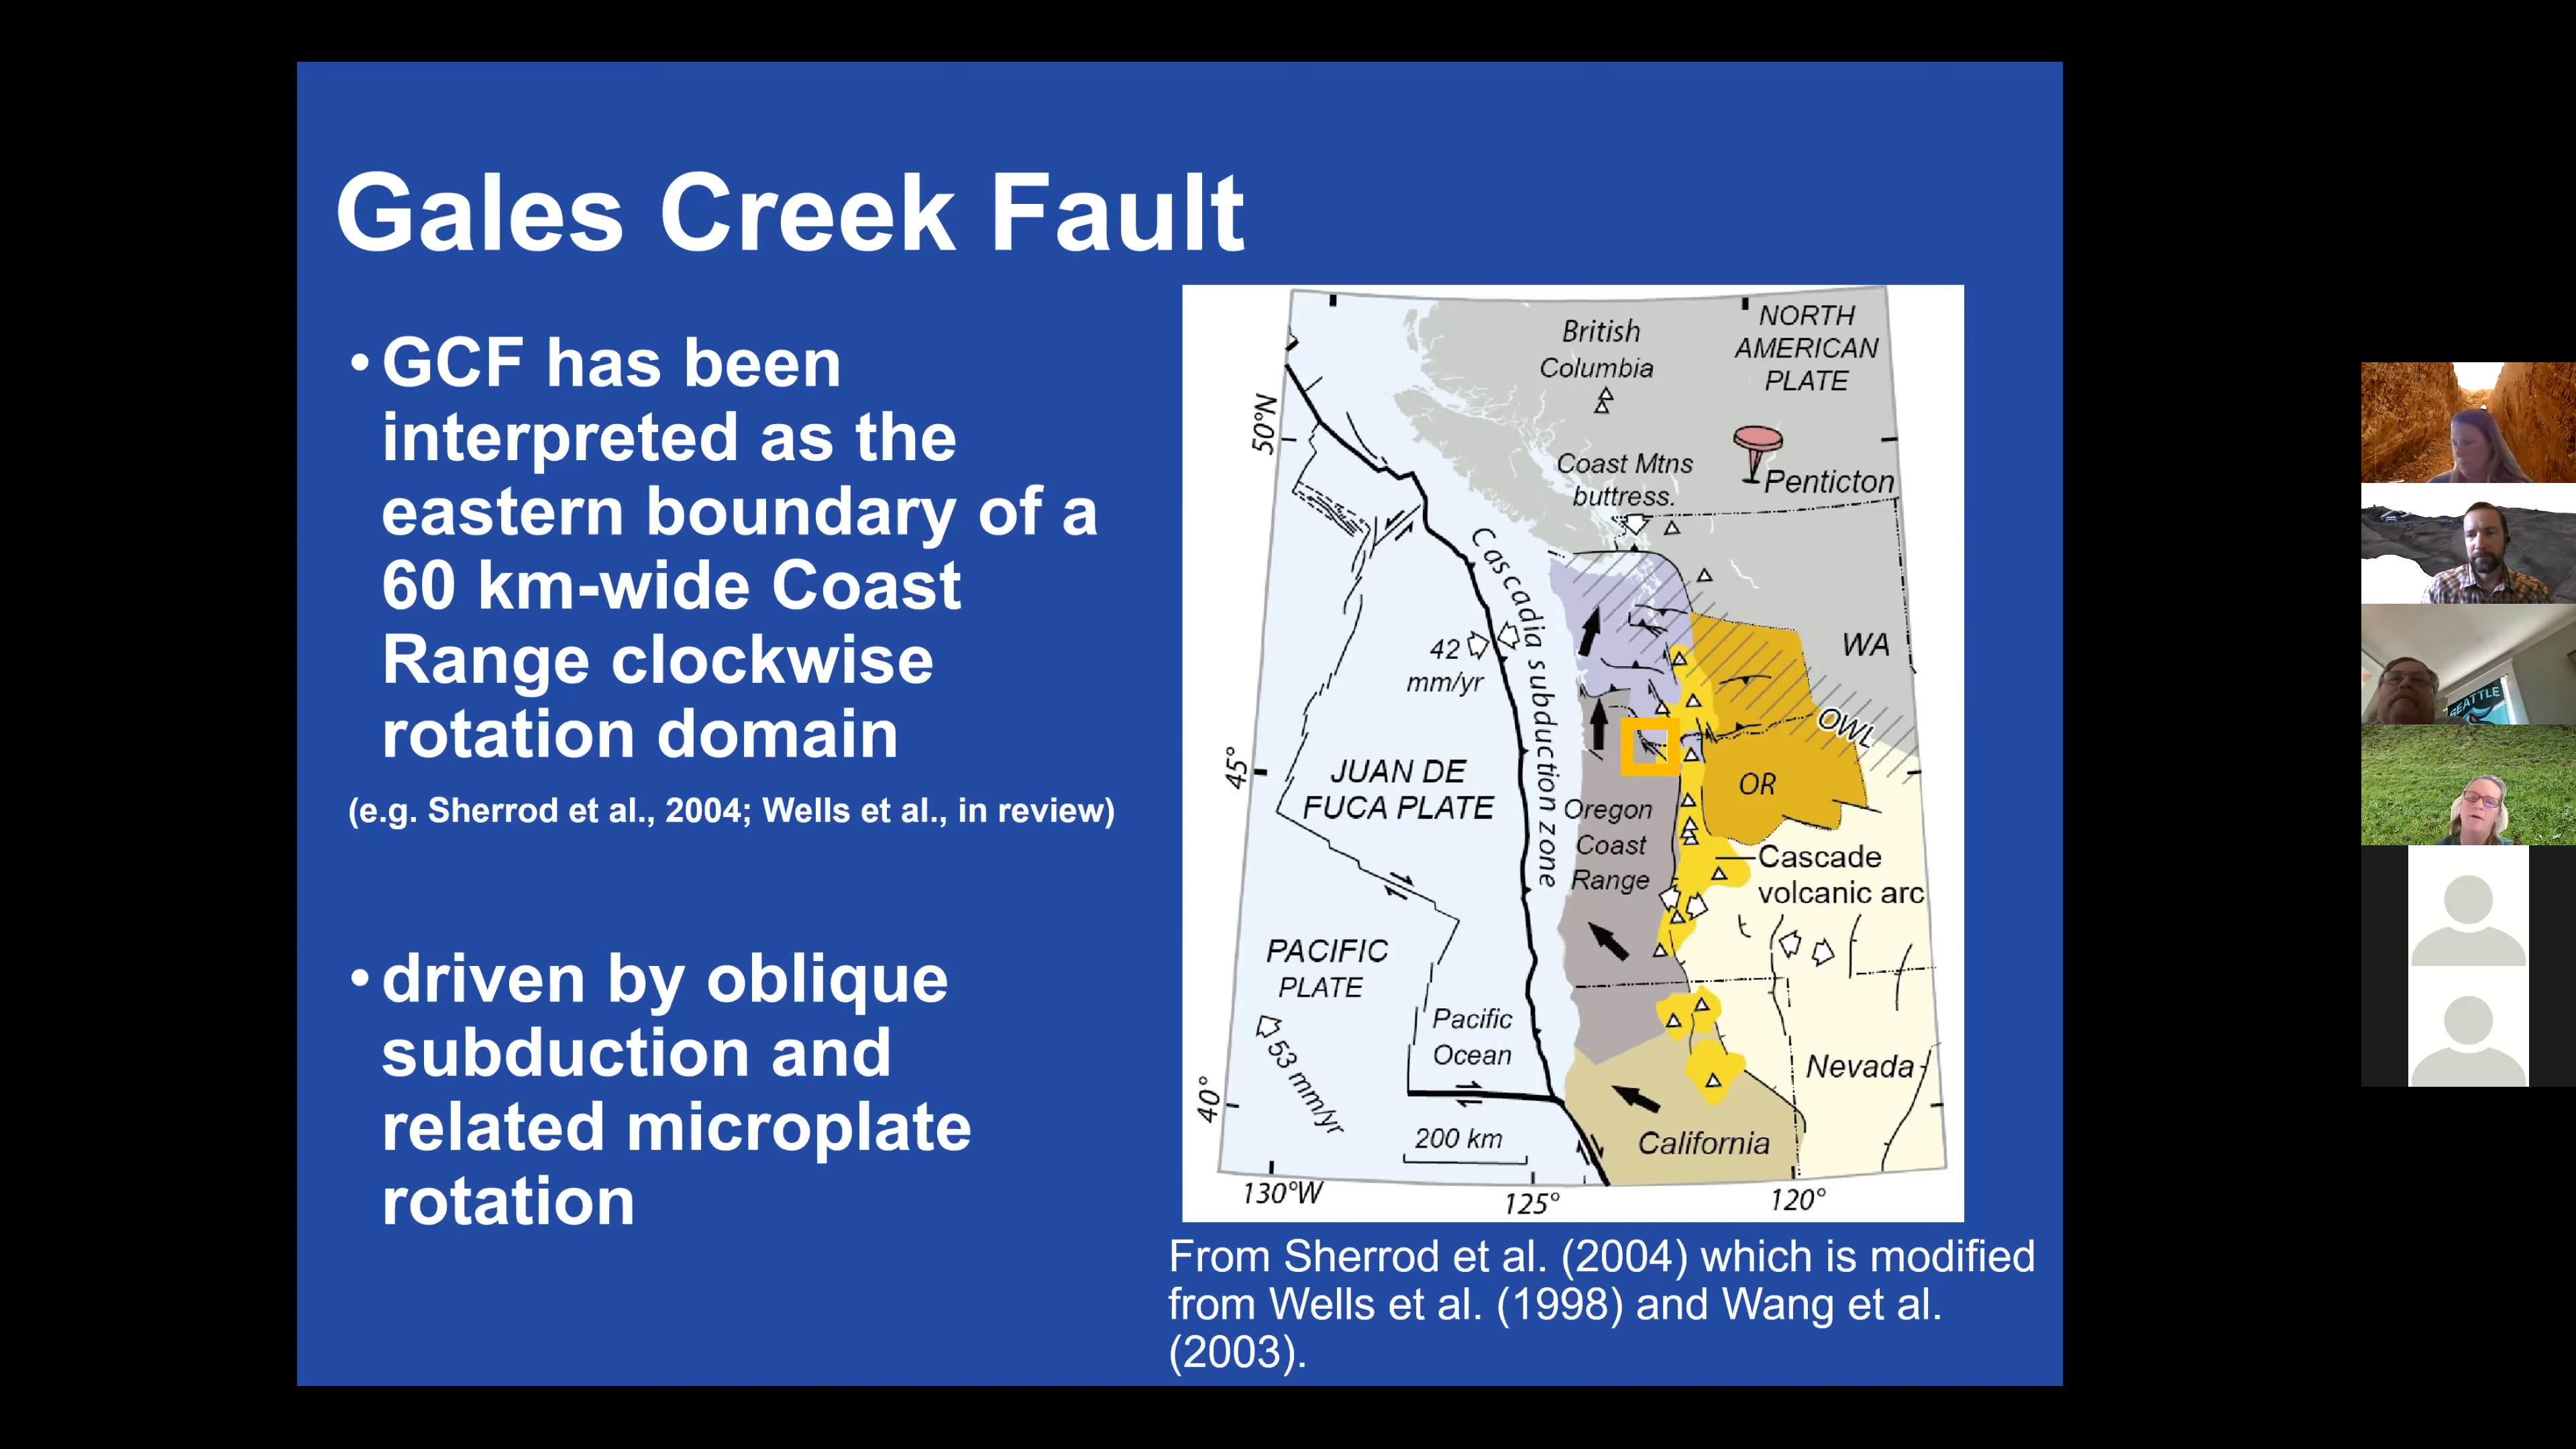 Gales Creek Fault
• GCF has been
interpreted as the
eastern boundary of a
60 km-wide Coast
Range clockwise
rotation domain
(e.g. Sherrod et al., 2004; Wells et al., in review)
• driven by oblique
subduction and
related microplate
rotation
British
Columbia
NORTH
AMERICAN
PLATE
50°N
Coast Mtns
buttress.
Penticton
Cascadia subduction zone
42
mm/yr
WA
OWL
45°
JUAN DE
FUCA PLATE
OR
Oregon
Coast
Range
Cascade
volcanic arc
PACIFIC
PLATE
53 mm/yr
Pacific
Ocean
Nevada
40°
200 km
California
130°W
125°
120°
From Sherrod et al. (2004) which is modified
from Wells et al. (1998) and Wang et al.
(2003).
SEATTLE